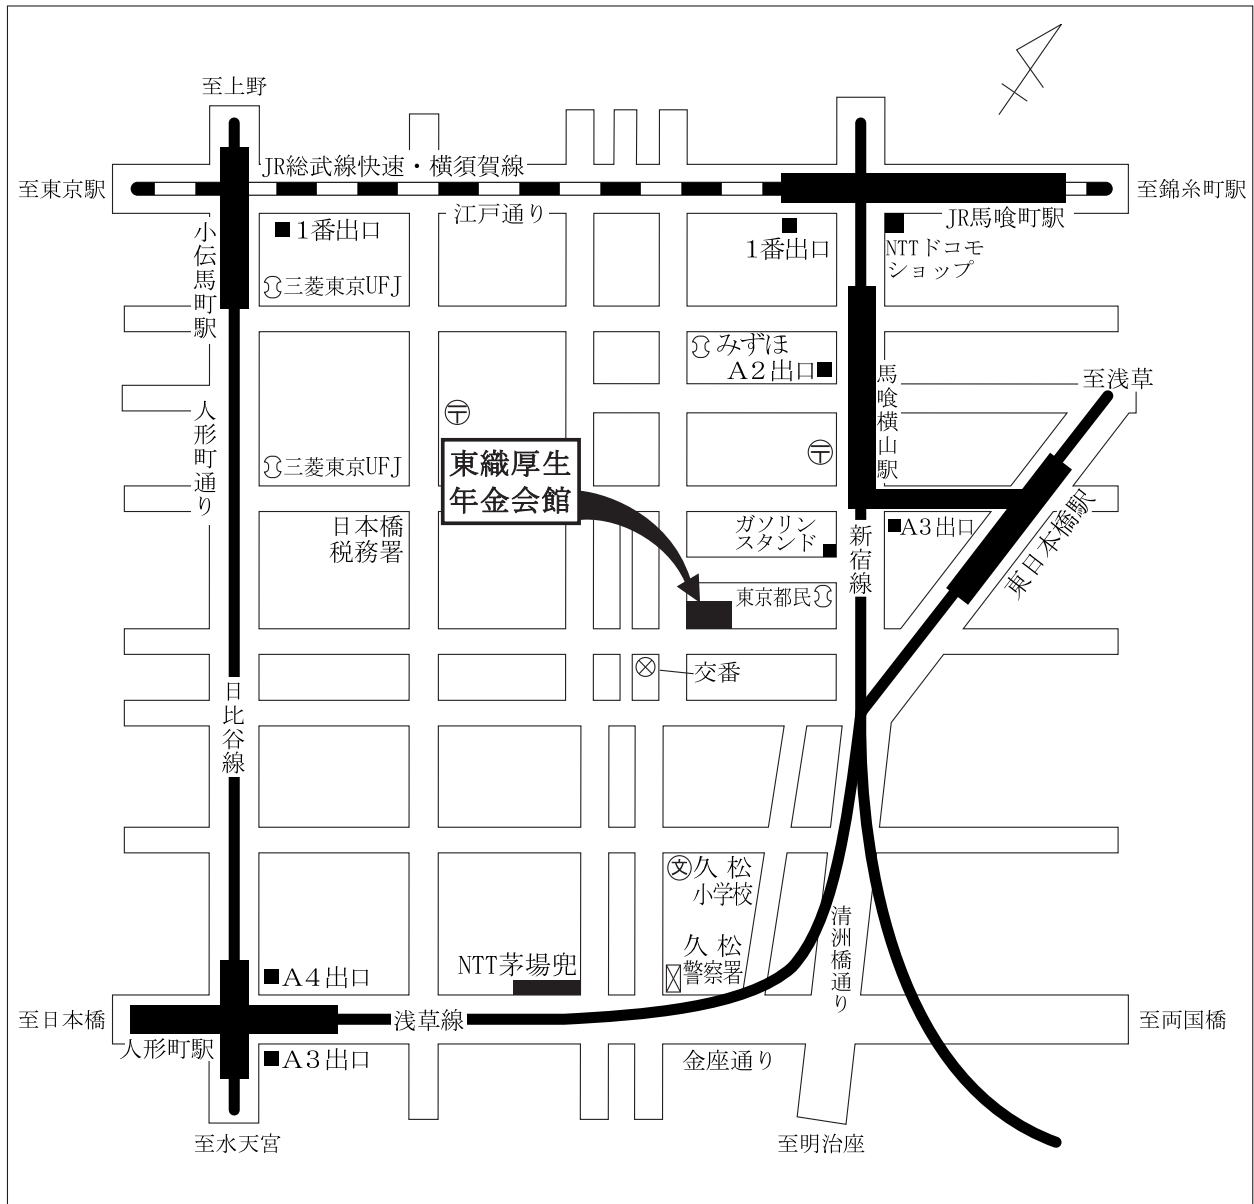 至上野
JR総武線快速・横須賀線
至東京駅
至錦糸町駅
江戸通り
JR馬喰町駅
小伝馬町駅
1番出口
1番出口
NTTドコモ
ショップ
三菱東京UFJ
みずほ
A2出口
馬喰横山駅
至浅草
人形町通り
〒
〒
東織厚生
年金会館
三菱東京UFJ
日本橋
税務署
ガソリン
スタンド
新宿線
A3出口
東日本橋駅
東京都民
交番
日比谷線
文
久松
小学校
清洲橋通り
久松
警察署
NTT茅場兜
A4出口
至日本橋
浅草線
至両国橋
人形町駅
A3出口
金座通り
至水天宮
至明治座